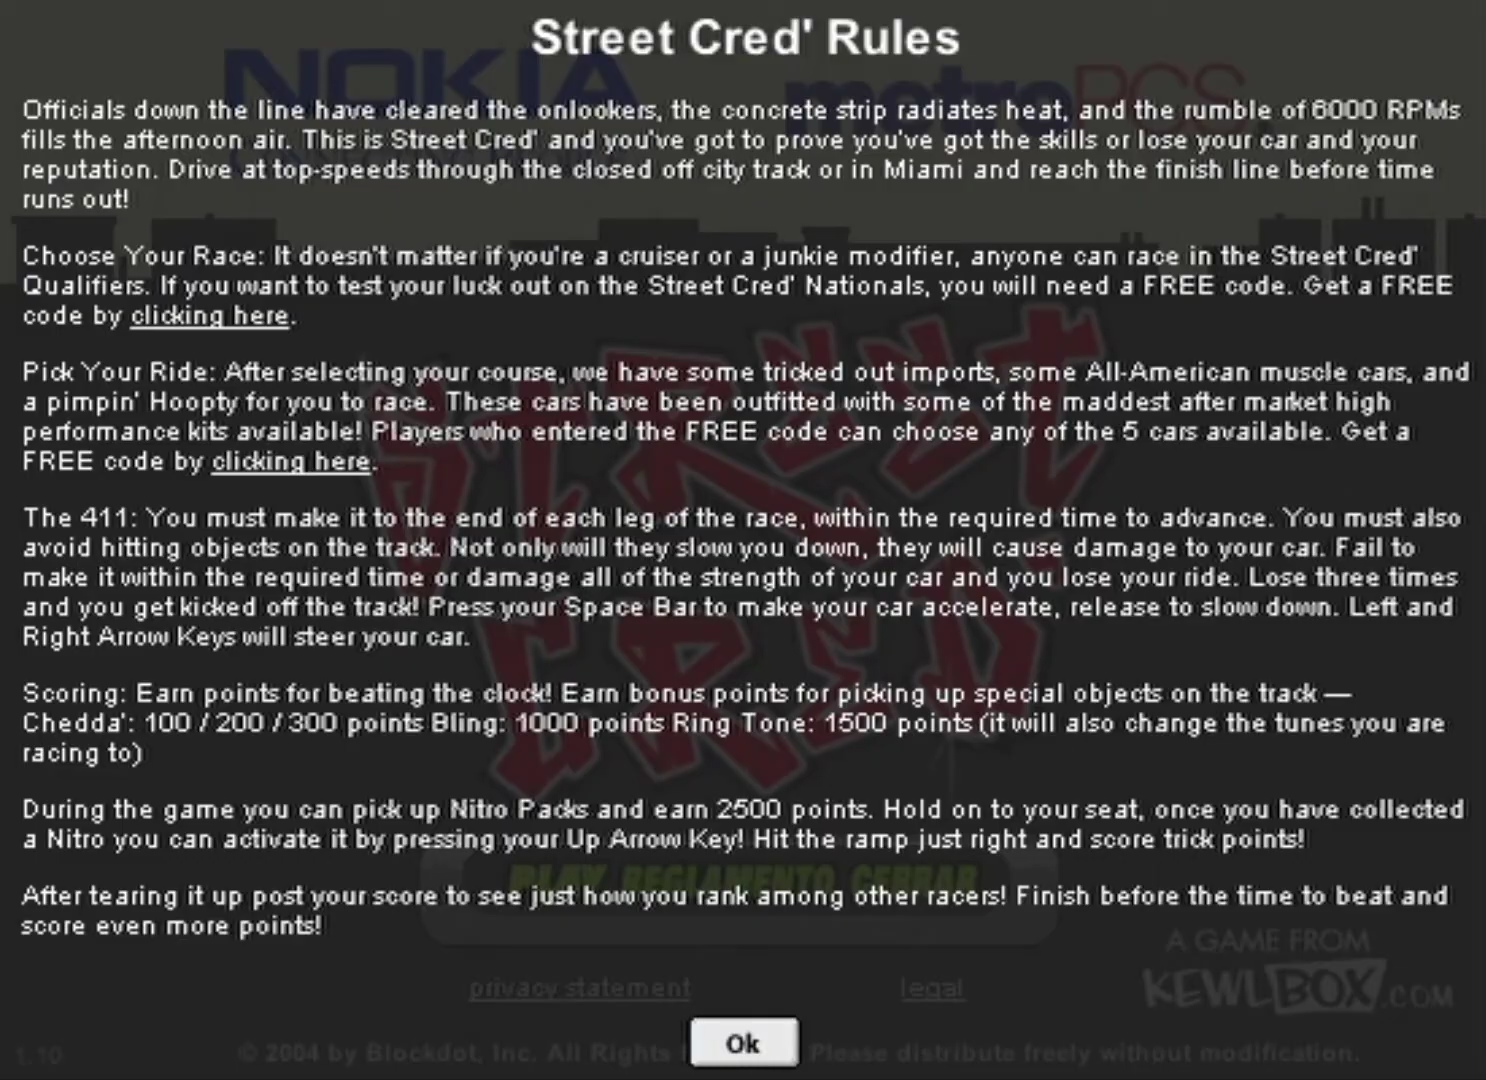 Street Cred' Rules
NOKIA
metroPCS
Officials down the line have cleared the onlookers, the concrete strip radiates heat, and the rumble of 6000 RPMs
fills the afternoon air. This is Street Cred' and you've got to prove you've got the skills or lose your car and your
reputation. Drive at top-speeds through the closed off city track or in Miami and reach the finish line before time
runs out!
Choose Your Race: It doesn't matter if you're a cruiser or a junkie modifier, anyone can race in the Street Cred'
Qualifiers. If you want to test your luck out on the Street Cred' Nationals, you will need a FREE code. Get a FREE
code by clicking here.
Pick Your Ride: After selecting your course, we have some tricked out imports, some All-American muscle cars, and
a pimpin' Hoopty for you to race. These cars have been outfitted with some of the maddest after market high
performance kits available! Players who entered the FREE code can choose any of the 5 cars available. Get a
FREE code by clicking here.
The 411: You must make it to the end of each leg of the race, within the required time to advance. You must also
avoid hitting objects on the track. Not only will they slow you down, they will cause damage to your car. Fail to
make it within the required time or damage all of the strength of your car and you lose your ride. Lose three times
and you get kicked off the track! Press your Space Bar to make your car accelerate, release to slow down. Left and
Right Arrow Keys will steer your car.
Scoring: Earn points for beating the clock! Earn bonus points for picking up special objects on the track —
Chedda': 100 / 200 / 300 points Bling: 1000 points Ring Tone: 1500 points (it will also change the tunes you are
racing to)
During the game you can pick up Nitro Packs and earn 2500 points. Hold on to your seat, once you have collected
a Nitro you can activate it by pressing your Up Arrow Key! Hit the ramp just right and score trick points!
STREET
CRED'
PLAY REGLAMENTO CERRAR
After tearing it up post your score to see just how you rank among other racers! Finish before the time to beat and
score even more points!
A GAME FROM
KEWLBOX.COM
privacy statement legal
Ok
1.10
© 2004 by Blockdot, Inc. All Rights Please distribute freely without modification.